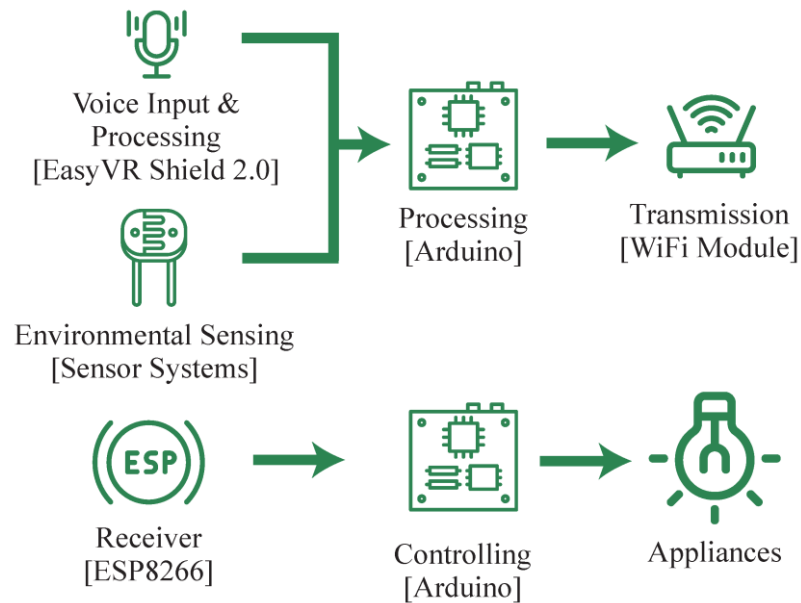 Voice Input &
Processing
[EasyVR Shield 2.0]
Processing
[Arduino]
Transmission
[WiFi Module]
Environmental Sensing
[Sensor Systems]
ESP
Receiver
[ESP8266]
Controlling
[Arduino]
Appliances